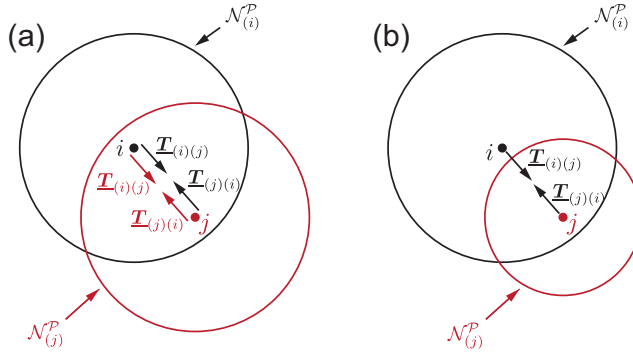 (a)
𝒩^𝒫_(i)
i
T_(i)(j)
T_(i)(j)
T_(j)(i)
T_(j)(i)
j
𝒩^𝒫_(j)
(b)
𝒩^𝒫_(i)
i
T_(i)(j)
T_(j)(i)
j
𝒩^𝒫_(j)